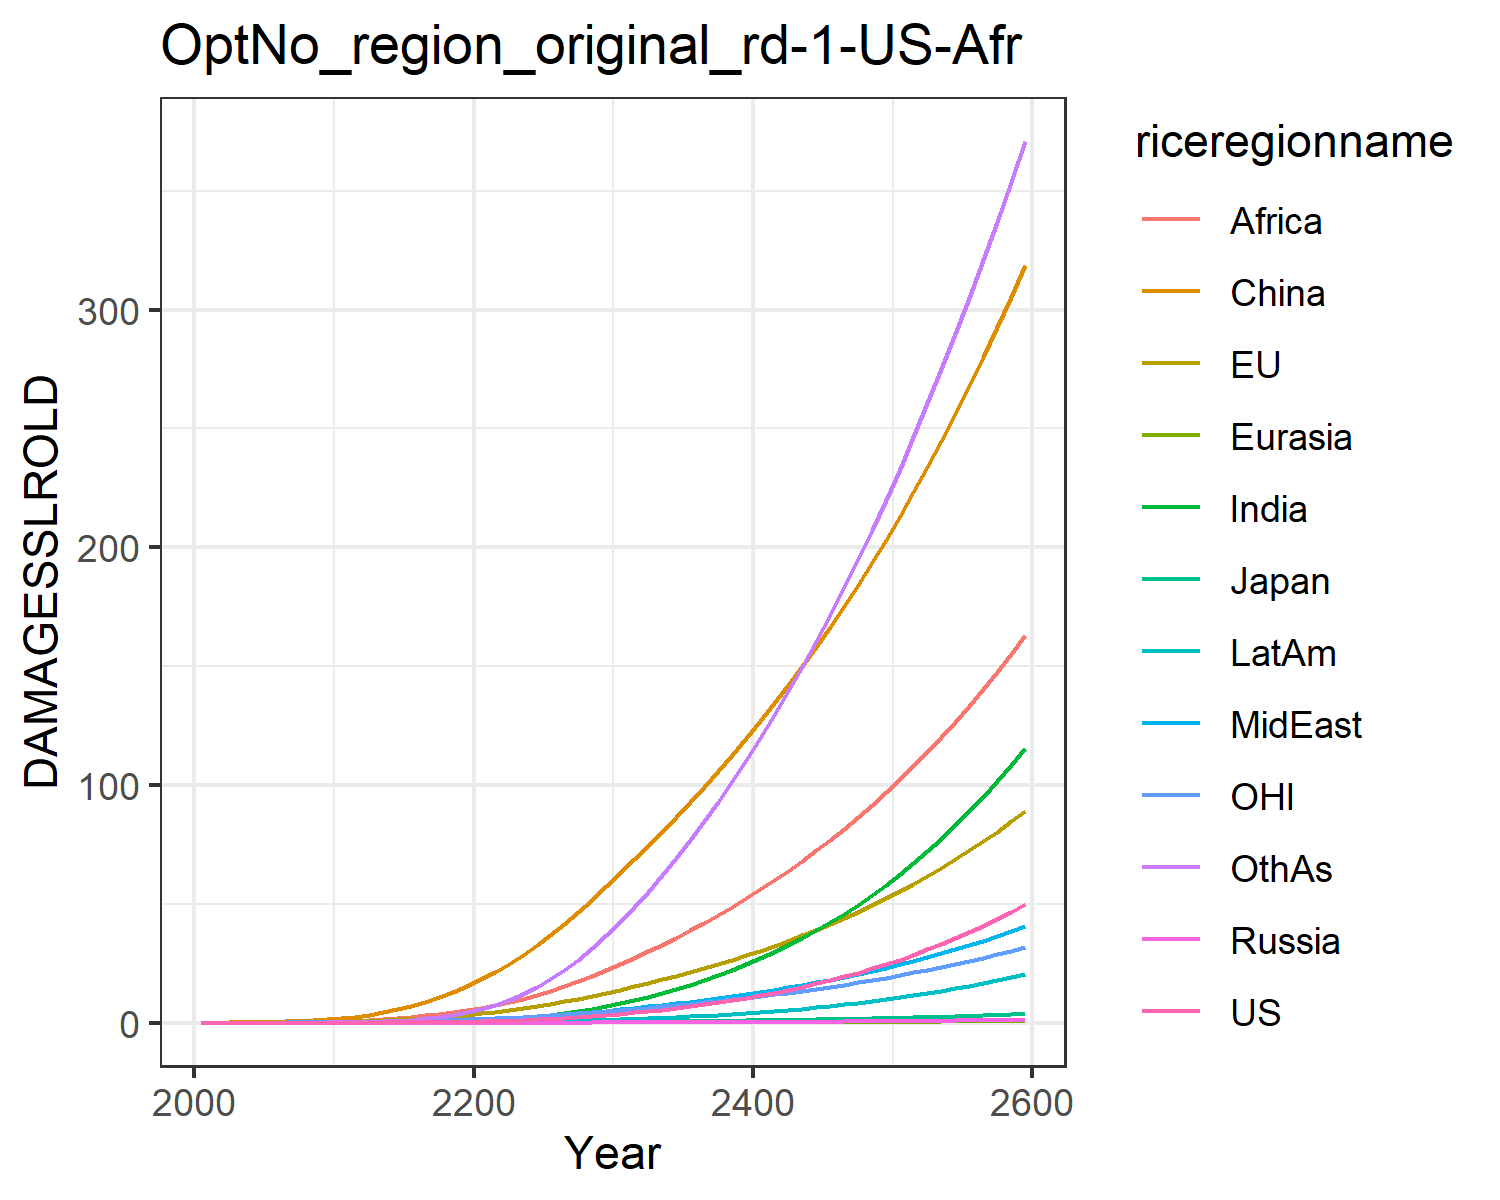 OptNo_region_original_rd-1-US-Afr
DAMAGESSLROLD
300
200
100
0
2000
2200
2400
2600
Year
riceregionname
Africa
China
EU
Eurasia
India
Japan
LatAm
MidEast
OHI
OthAs
Russia
US